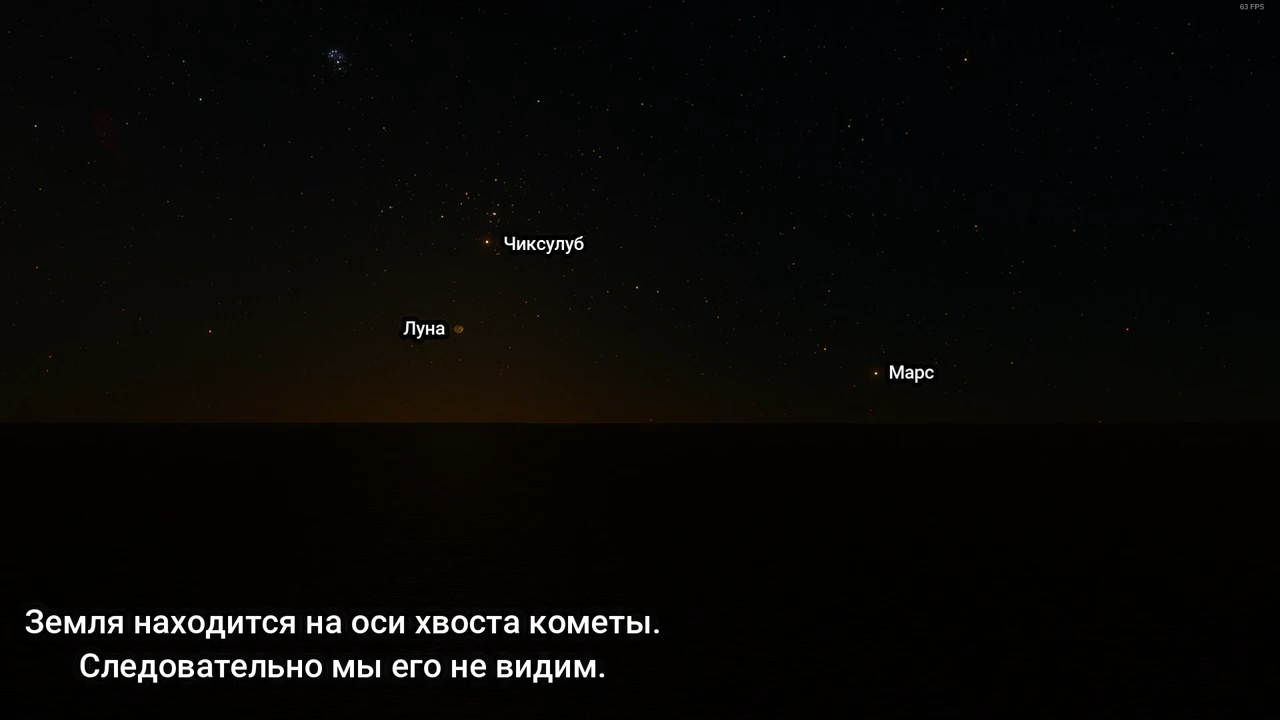 63 FPS
Чиксулуб
Луна
Марс
Земля находится на оси хвоста кометы.
Следовательно мы его не видим.